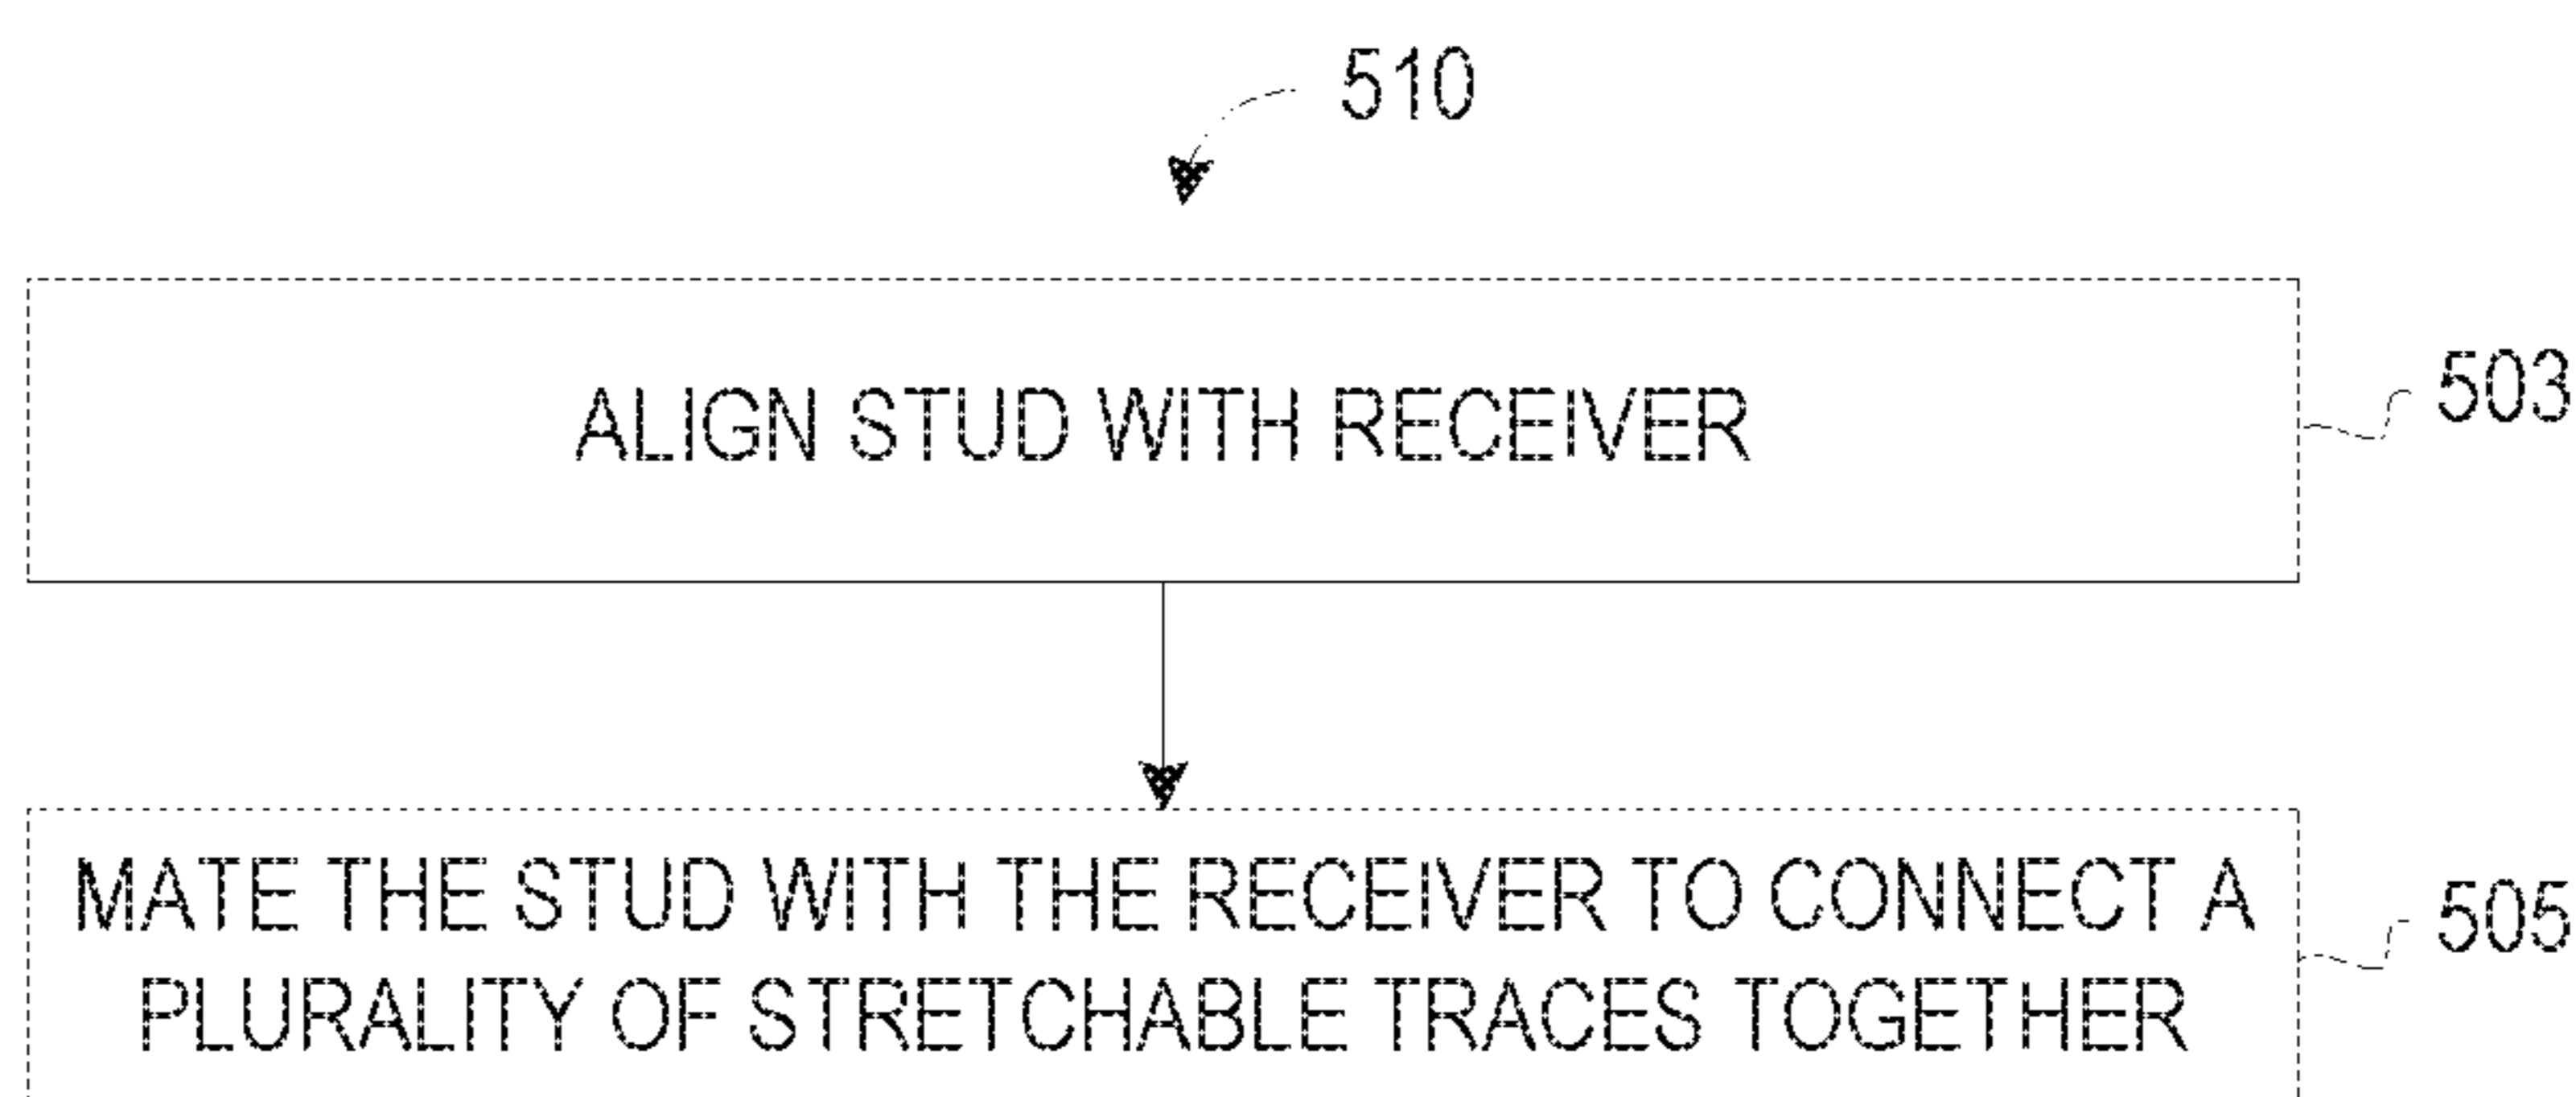 510
ALIGN STUD WITH RECEIVER
503
MATE THE STUD WITH THE RECEIVER TO CONNECT A
PLURALITY OF STRETCHABLE TRACES TOGETHER
505